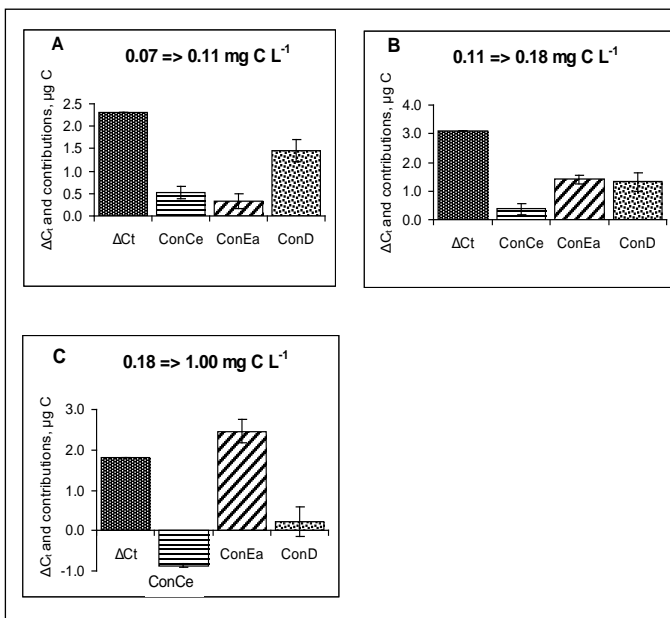 A
0.07 => 0.11 mg C L-1
ΔCt and contributions, µg C
2.5
2.0
1.5
1.0
0.5
0.0
ΔCt ConCe ConEa ConD
B
0.11 => 0.18 mg C L-1
ΔCt and contributions, µg C
4.0
3.0
2.0
1.0
0.0
ΔCt ConCe ConEa ConD
C
0.18 => 1.00 mg C L-1
ΔCt and contributions, µg C
3.0
2.0
1.0
0.0
-1.0
ΔCt ConEa ConD
ConCe